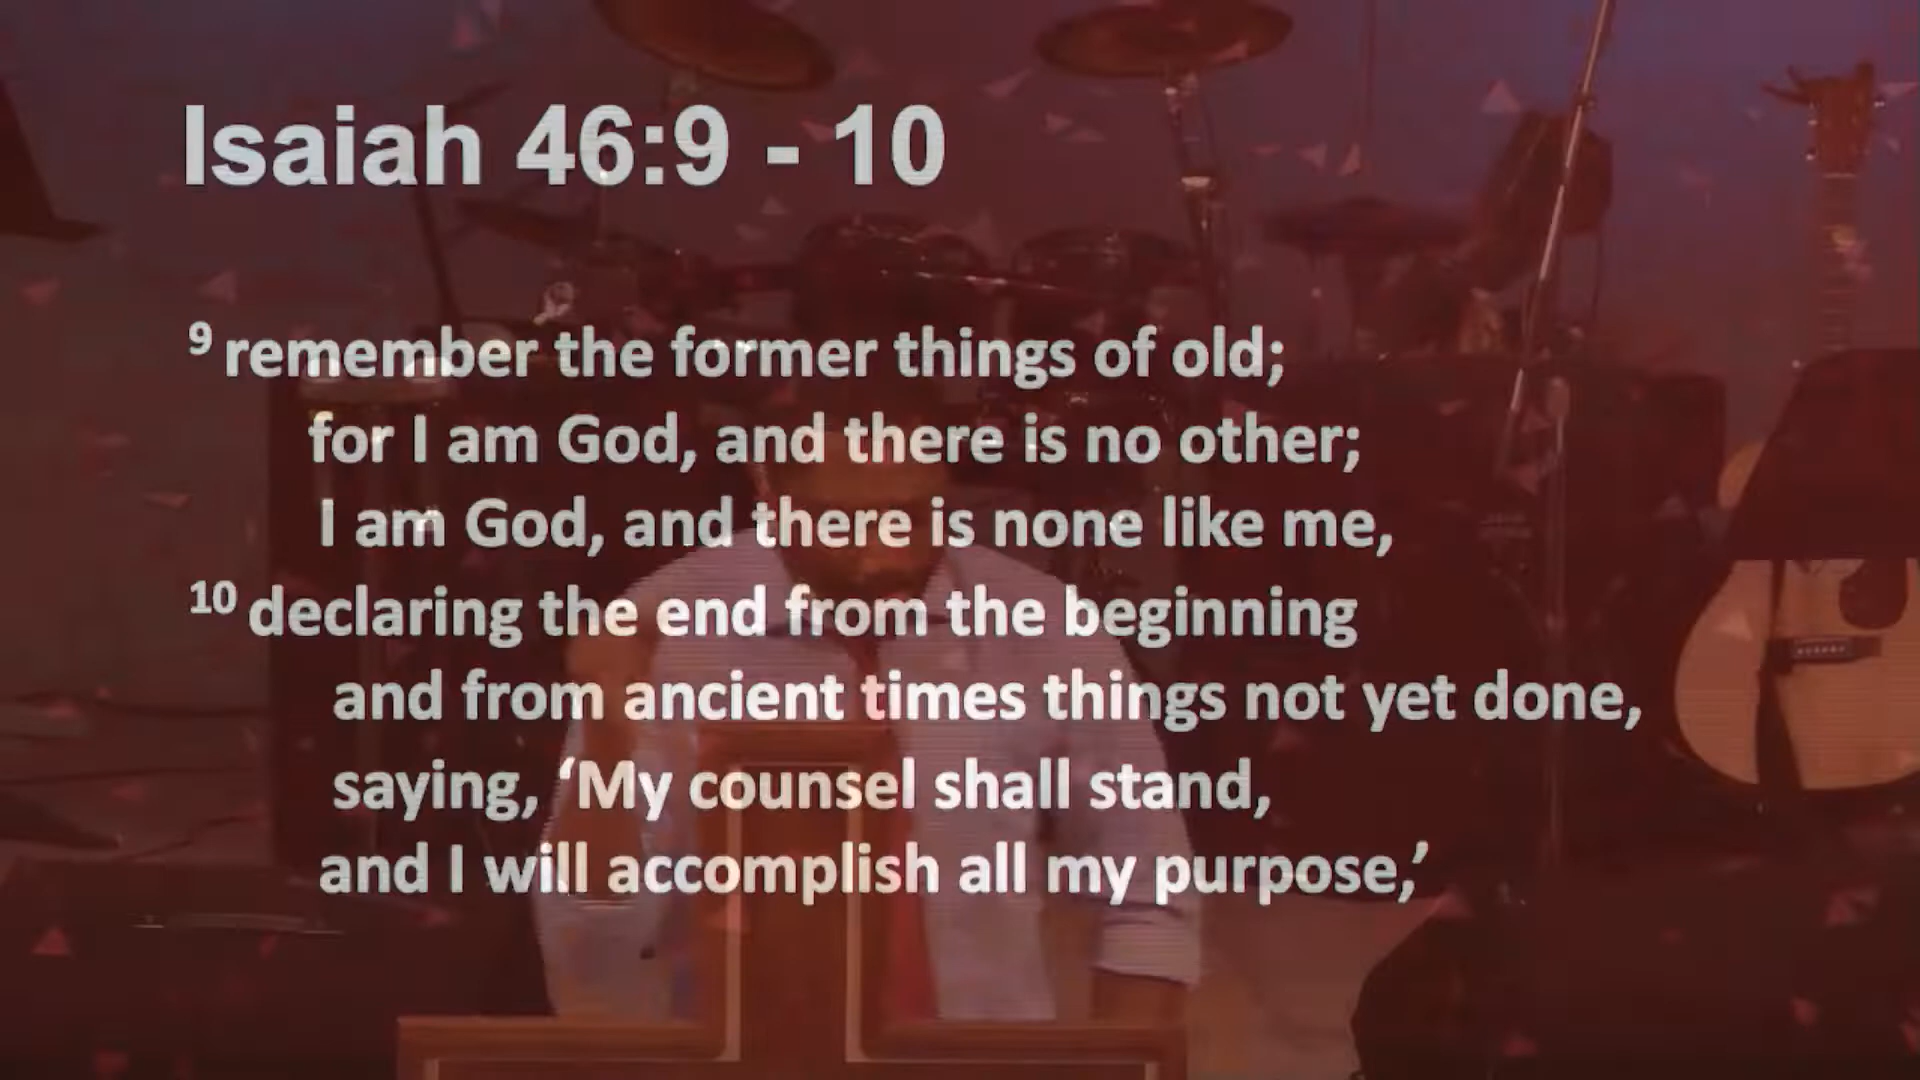 Isaiah 46:9 - 10
9 remember the former things of old;
for I am God, and there is no other;
I am God, and there is none like me,
10 declaring the end from the beginning
and from ancient times things not yet done,
saying, ‘My counsel shall stand,
and I will accomplish all my purpose,’